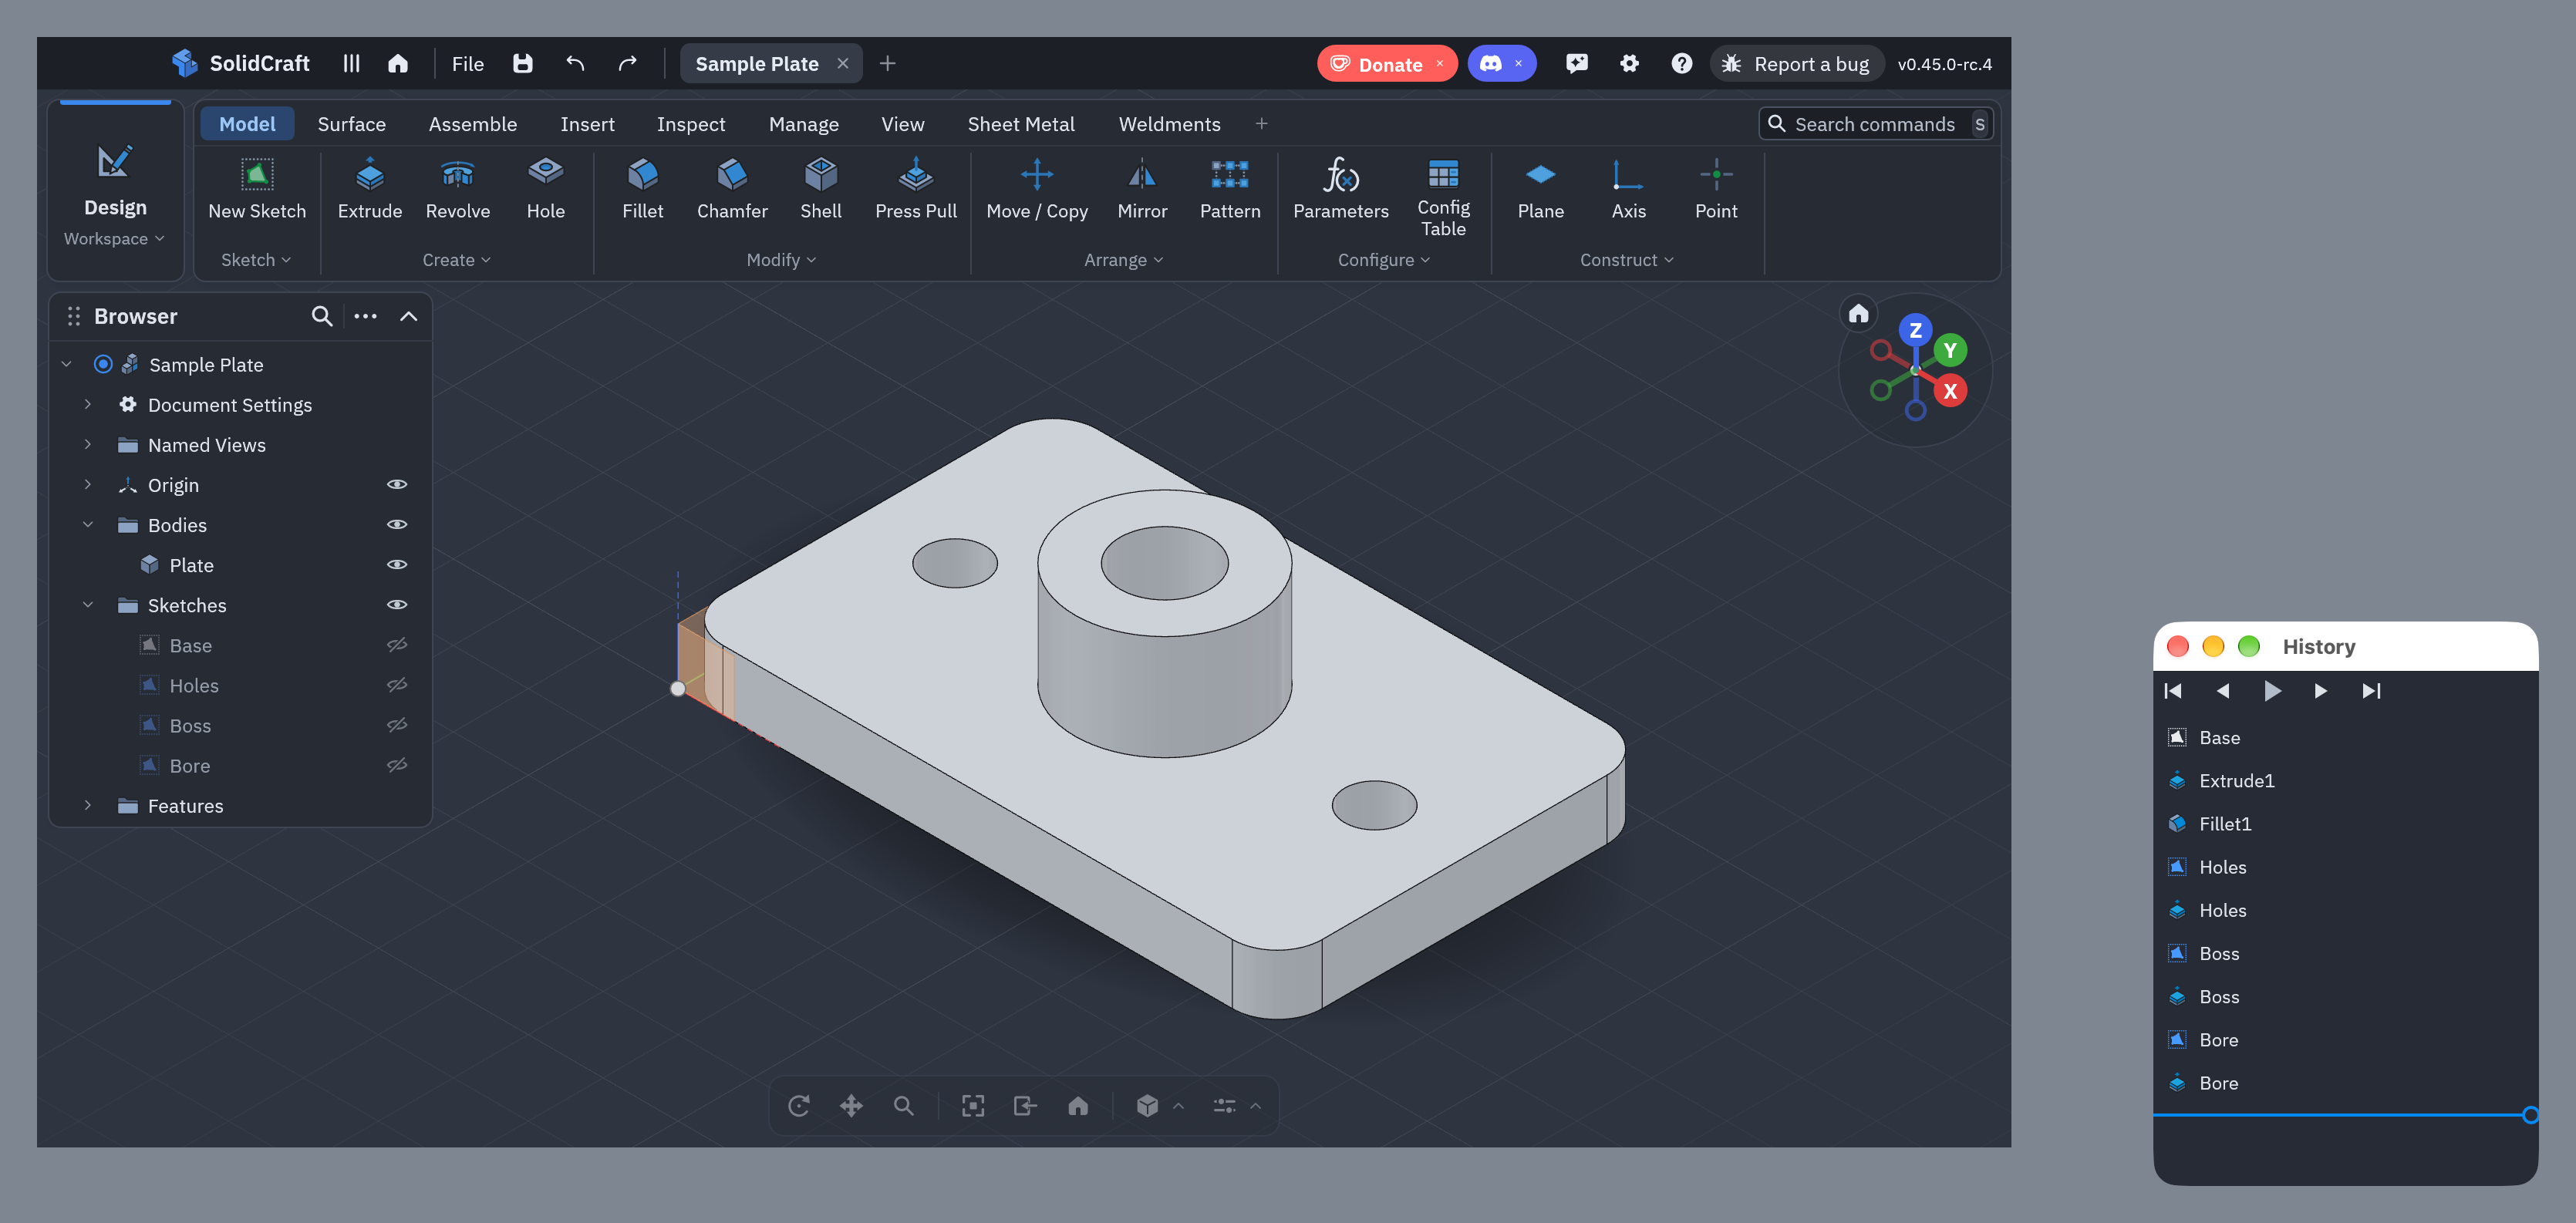 SolidCraft File Sample Plate Donate Report a bug v0.45.0-rc.4
Model Surface Assemble Insert Inspect Manage View Sheet Metal Weldments Search commands S
Design
Workspace
New Sketch Extrude Revolve Hole Fillet Chamfer Shell Press Pull Move / Copy Mirror Pattern Parameters Config Table Plane Axis Point
Sketch Create Modify Arrange Configure Construct
Browser
Sample Plate
Document Settings
Named Views
Origin
Bodies
Plate
Sketches
Base
Holes
Boss
Bore
Features
Z
Y
X
History
Base
Extrude1
Fillet1
Holes
Holes
Boss
Boss
Bore
Bore